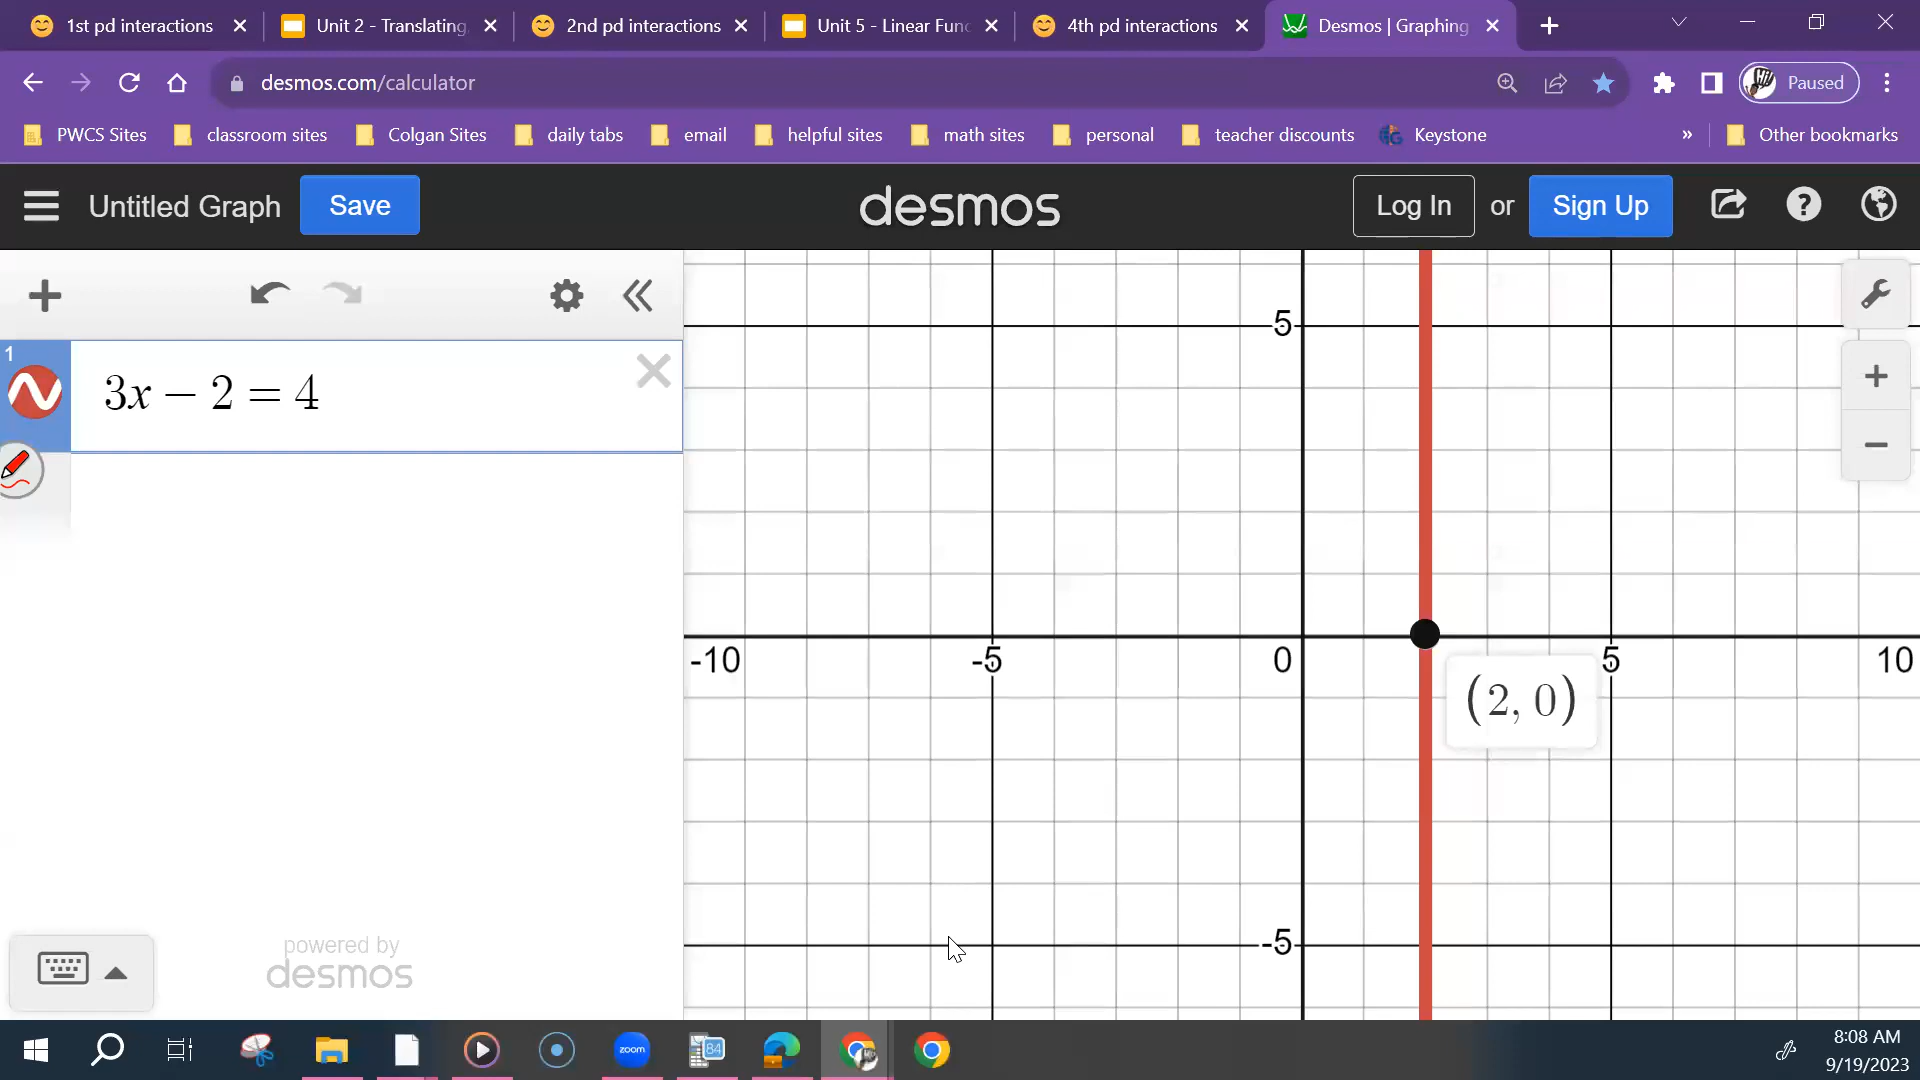 1st pd interactions
Unit 2 - Translating
2nd pd interactions
Unit 5 - Linear Func
4th pd interactions
Desmos | Graphing
desmos.com/calculator
Paused
PWCS Sites
classroom sites
Colgan Sites
daily tabs
email
helpful sites
math sites
personal
teacher discounts
Keystone
»
Other bookmarks
Untitled Graph
Save
desmos
Log In
or
Sign Up
1
3x − 2 = 4
5
-10
-5
0
5
10
(2, 0)
-5
powered by
desmos
zoom
84
8:08 AM
9/19/2023